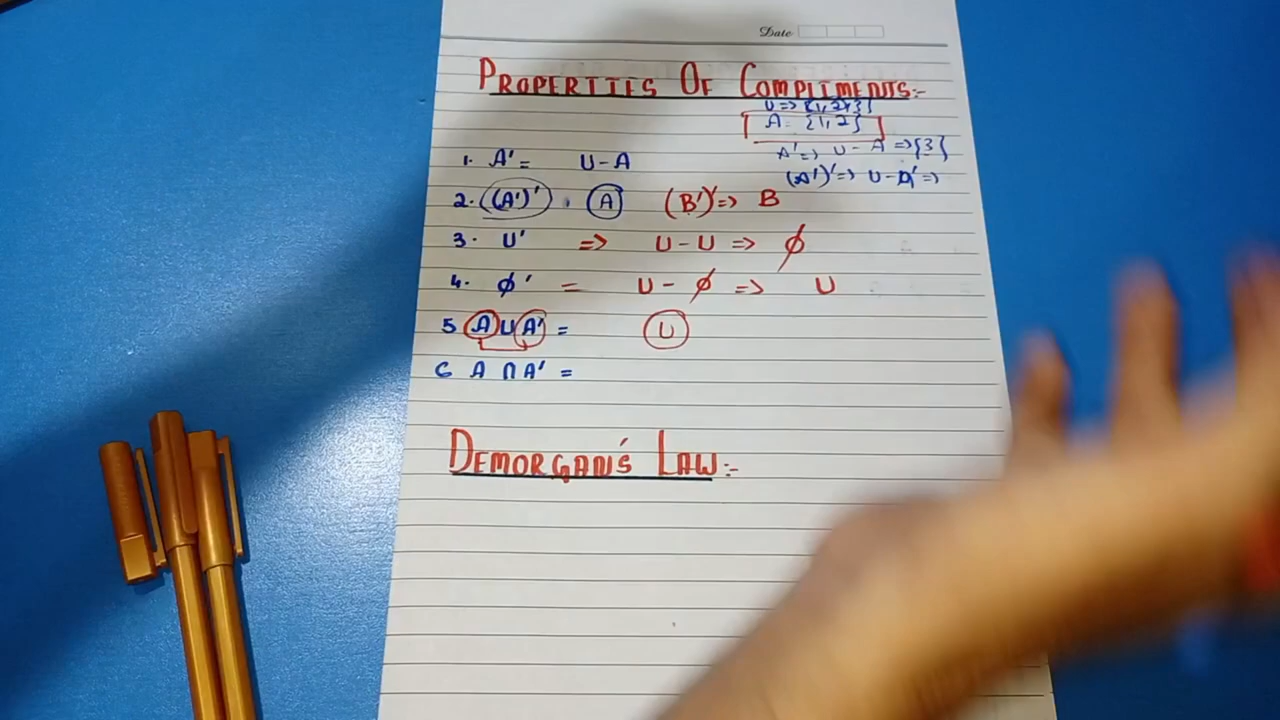 Date
PROPERTIES OF COMPLIMENTS:-
U => {1,2,3}
A = {1,2}
A' => U - A => {3}
1. A' = U - A
(A')' => U - A' =>
2. (A')' = A (B')' => B
3. U' => U - U => ϕ
4. ϕ' = U - ϕ => U
5 A U A' = U
6 A ∩ A' =
DEMORGAN'S LAW:-